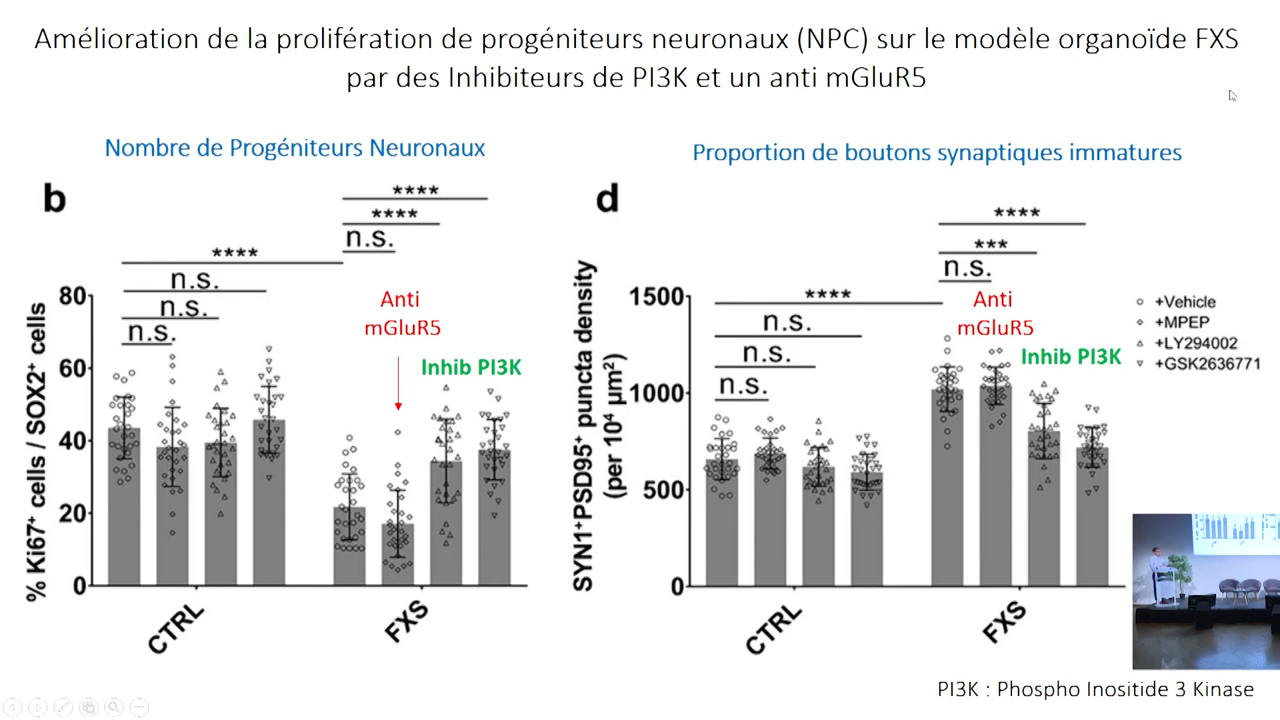 Amélioration de la prolifération de progéniteurs neuronaux (NPC) sur le modèle organoïde FXS
par des Inhibiteurs de PI3K et un anti mGluR5
Nombre de Progéniteurs Neuronaux
b
****
****
n.s.
****
n.s.
n.s.
n.s.
Anti
mGluR5
Inhib PI3K
% Ki67⁺ cells / SOX2⁺ cells
80
60
40
20
0
CTRL
FXS
Proportion de boutons synaptiques immatures
d
****
***
n.s.
****
n.s.
n.s.
n.s.
Anti
mGluR5
Inhib PI3K
+Vehicle
+MPEP
+LY294002
+GSK2636771
SYN1⁺PSD95⁺ puncta density
(per 10⁴ µm²)
1500
1000
500
0
CTRL
FXS
PI3K : Phospho Inositide 3 Kinase